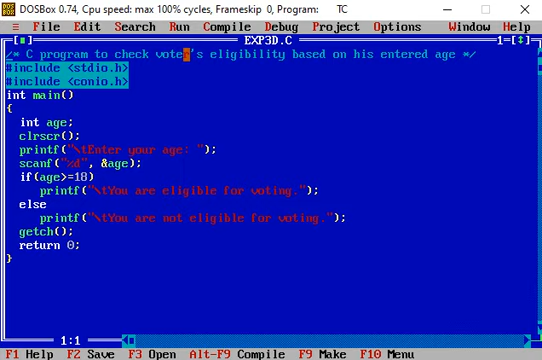 DOSBox 0.74, Cpu speed: max 100% cycles, Frameskip 0, Program: TC
≡ File Edit Search Run Compile Debug Project Options Window Help
[■] EXP3D.C 1=[↕]
/* C program to check voter's eligibility based on his entered age */
#include <stdio.h>
#include <conio.h>
int main()
{
int age;
clrscr();
printf("\tEnter your age: ");
scanf("%d", &age);
if(age>=18)
printf("\tYou are eligible for voting.");
else
printf("\tYou are not eligible for voting.");
getch();
return 0;
}
1:1
F1 Help F2 Save F3 Open Alt-F9 Compile F9 Make F10 Menu